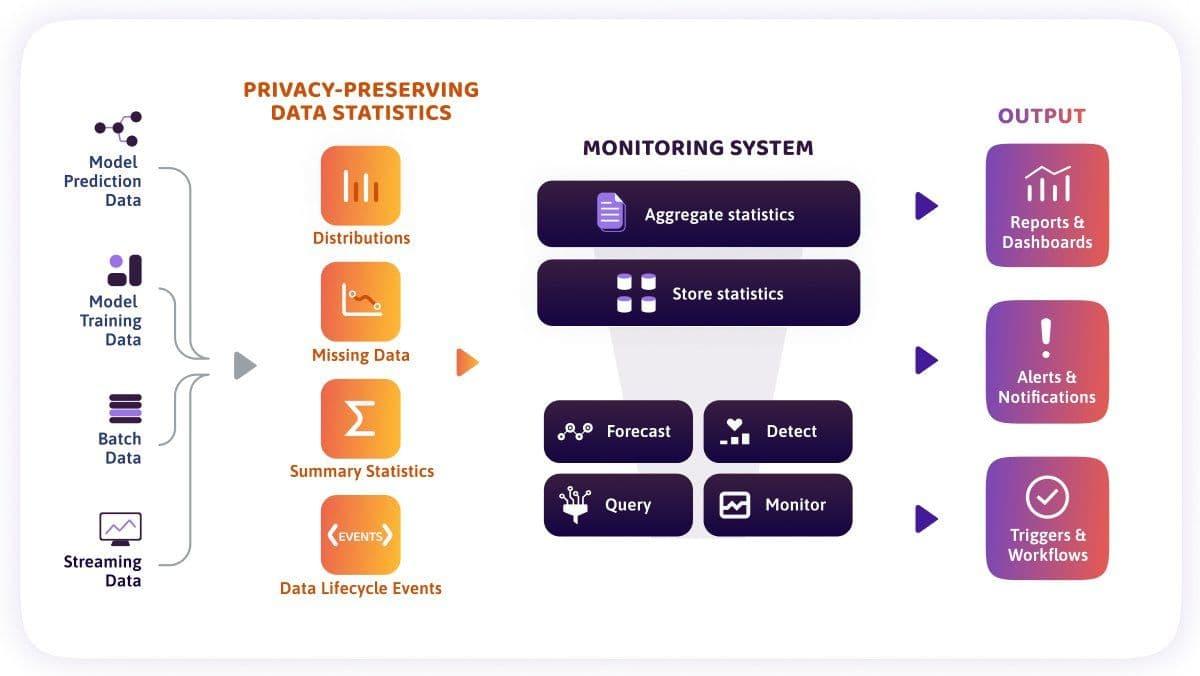 Model
Prediction
Data
Model
Training
Data
Batch
Data
Streaming
Data
PRIVACY-PRESERVING
DATA STATISTICS
Distributions
Missing Data
Summary Statistics
EVENTS
Data Lifecycle Events
MONITORING SYSTEM
Aggregate statistics
Store statistics
Forecast
Detect
Query
Monitor
OUTPUT
Reports &
Dashboards
Alerts &
Notifications
Triggers &
Workflows